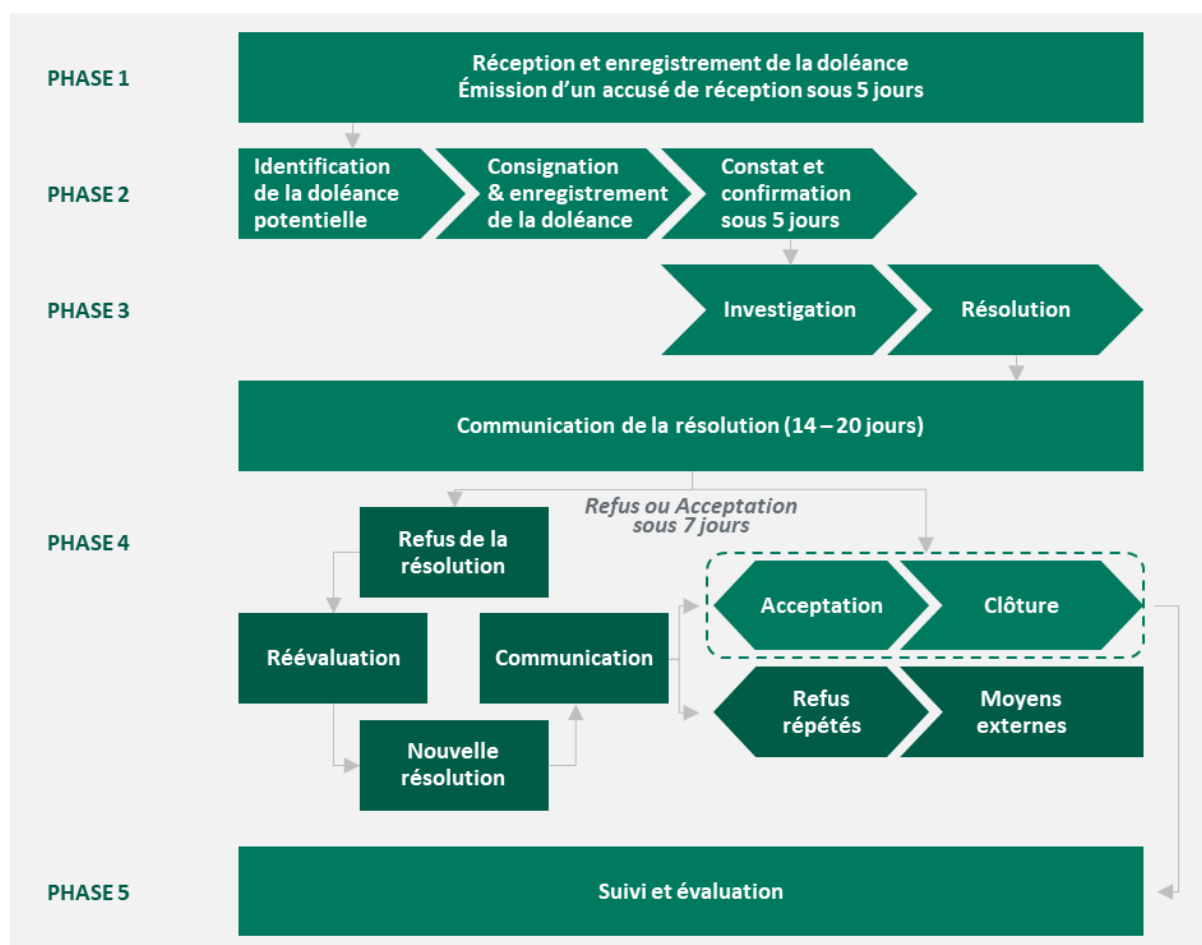 PHASE 1
Réception et enregistrement de la doléance
Émission d'un accusé de réception sous 5 jours
PHASE 2
Identification
de la doléance
potentielle
Consignation
& enregistrement
de la doléance
Constat et
confirmation
sous 5 jours
PHASE 3
Investigation
Résolution
Communication de la résolution (14 – 20 jours)
Refus ou Acceptation
sous 7 jours
PHASE 4
Refus de la
résolution
Réévaluation
Nouvelle
résolution
Communication
Acceptation
Clôture
Refus
répétés
Moyens
externes
PHASE 5
Suivi et évaluation